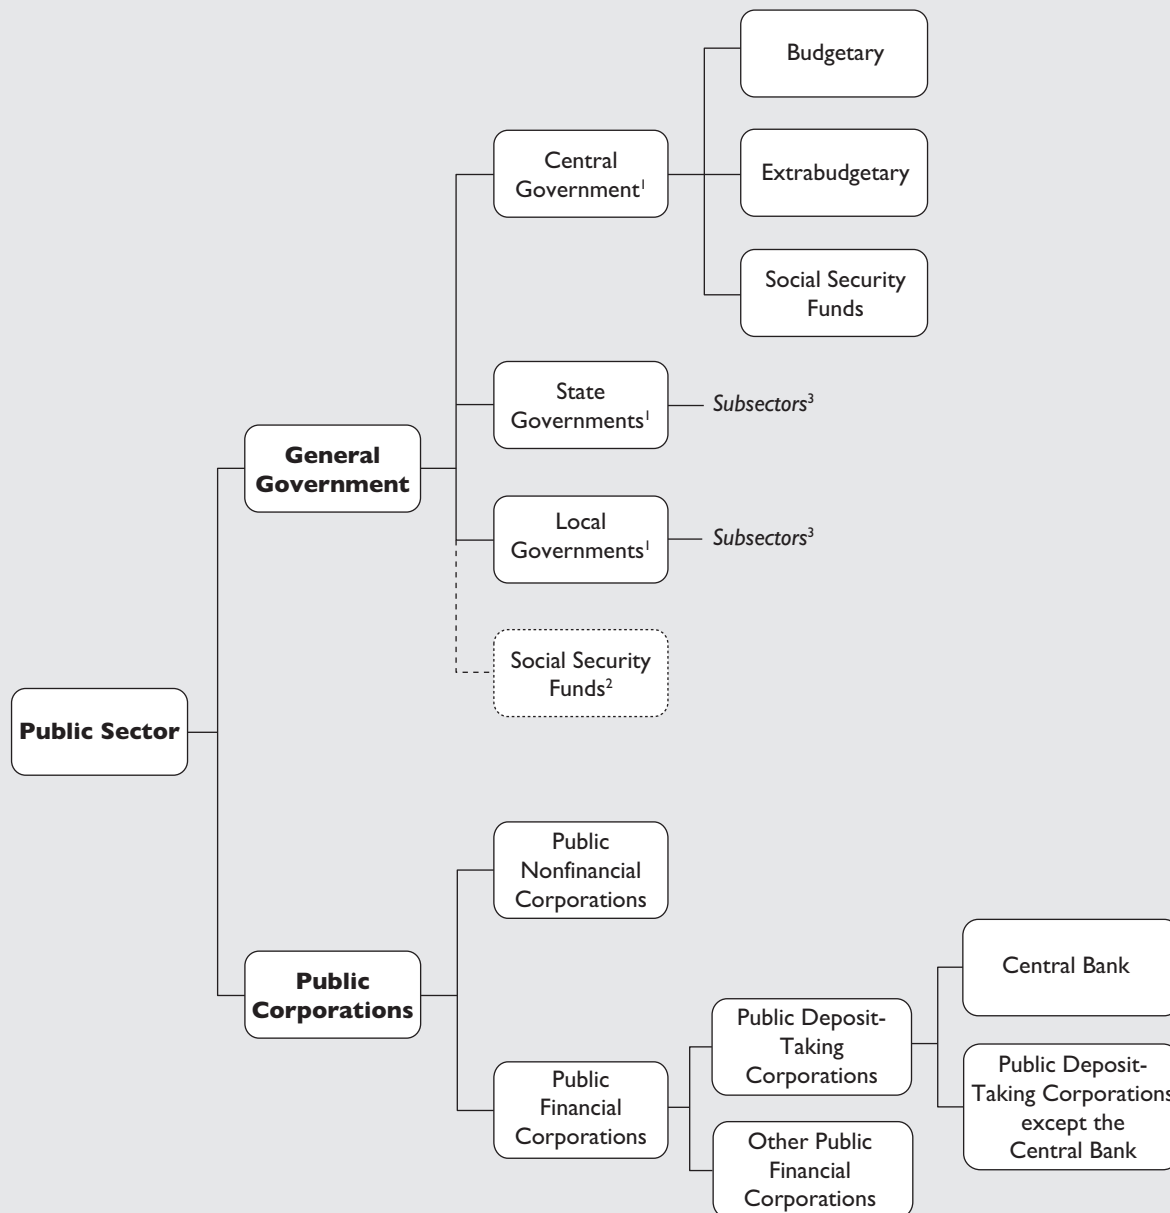 Budgetary
Central
Government¹
Extrabudgetary
Social Security
Funds
State
Governments¹
Subsectors³
General
Government
Local
Governments¹
Subsectors³
Social Security
Funds²
Public Sector
Public
Nonfinancial
Corporations
Public
Corporations
Central Bank
Public Deposit-
Taking
Corporations
Public
Financial
Corporations
Public Deposit-
Taking Corporations
except the
Central Bank
Other Public
Financial
Corporations